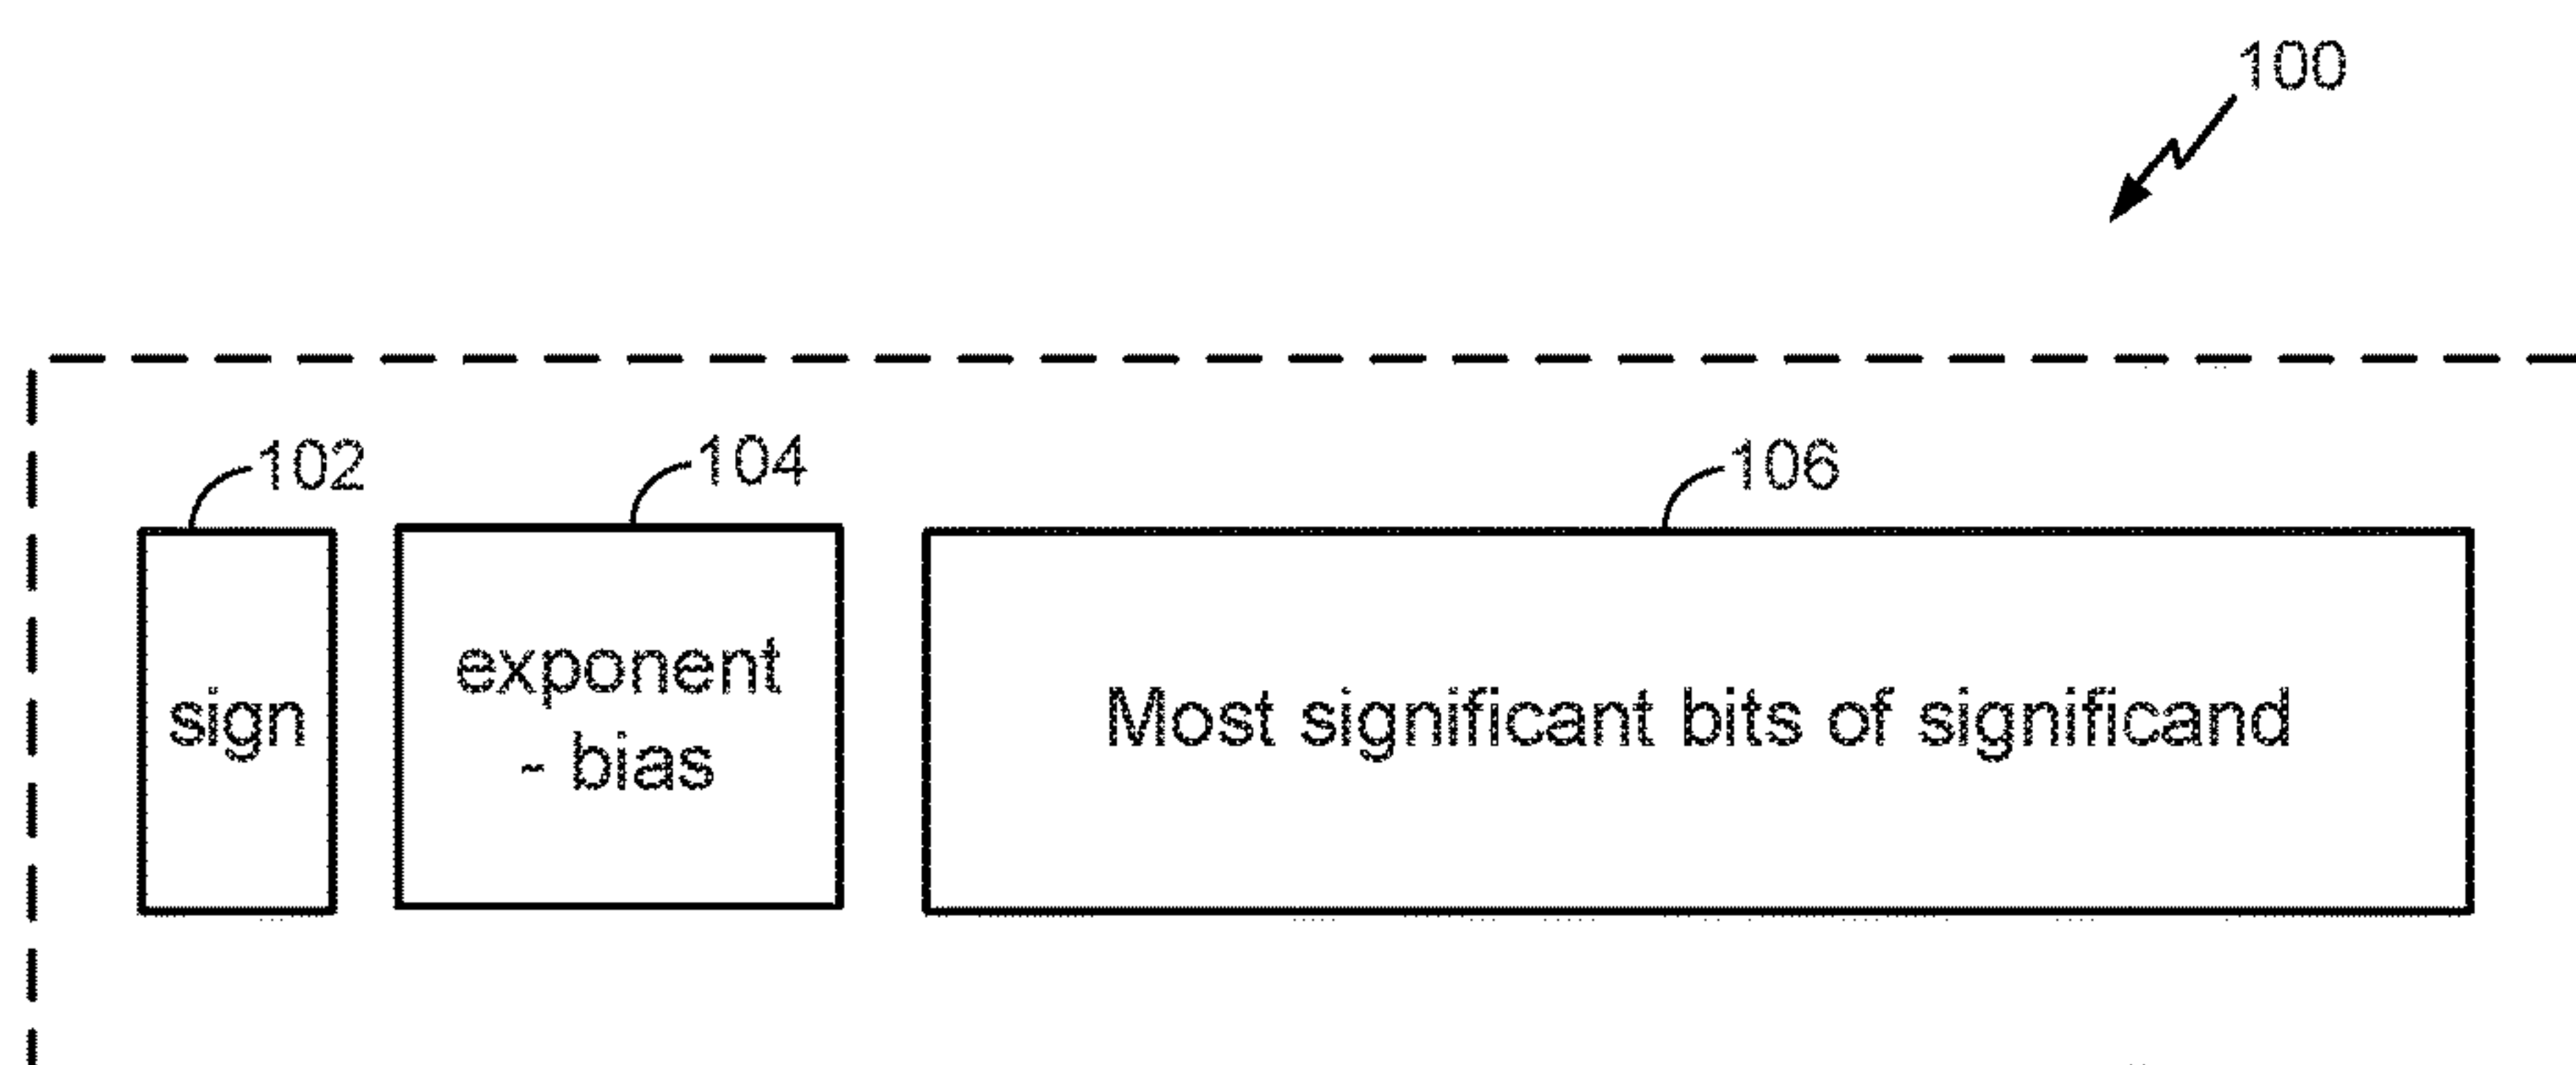 100
102
104
106
sign
exponent
- bias
Most significant bits of significand